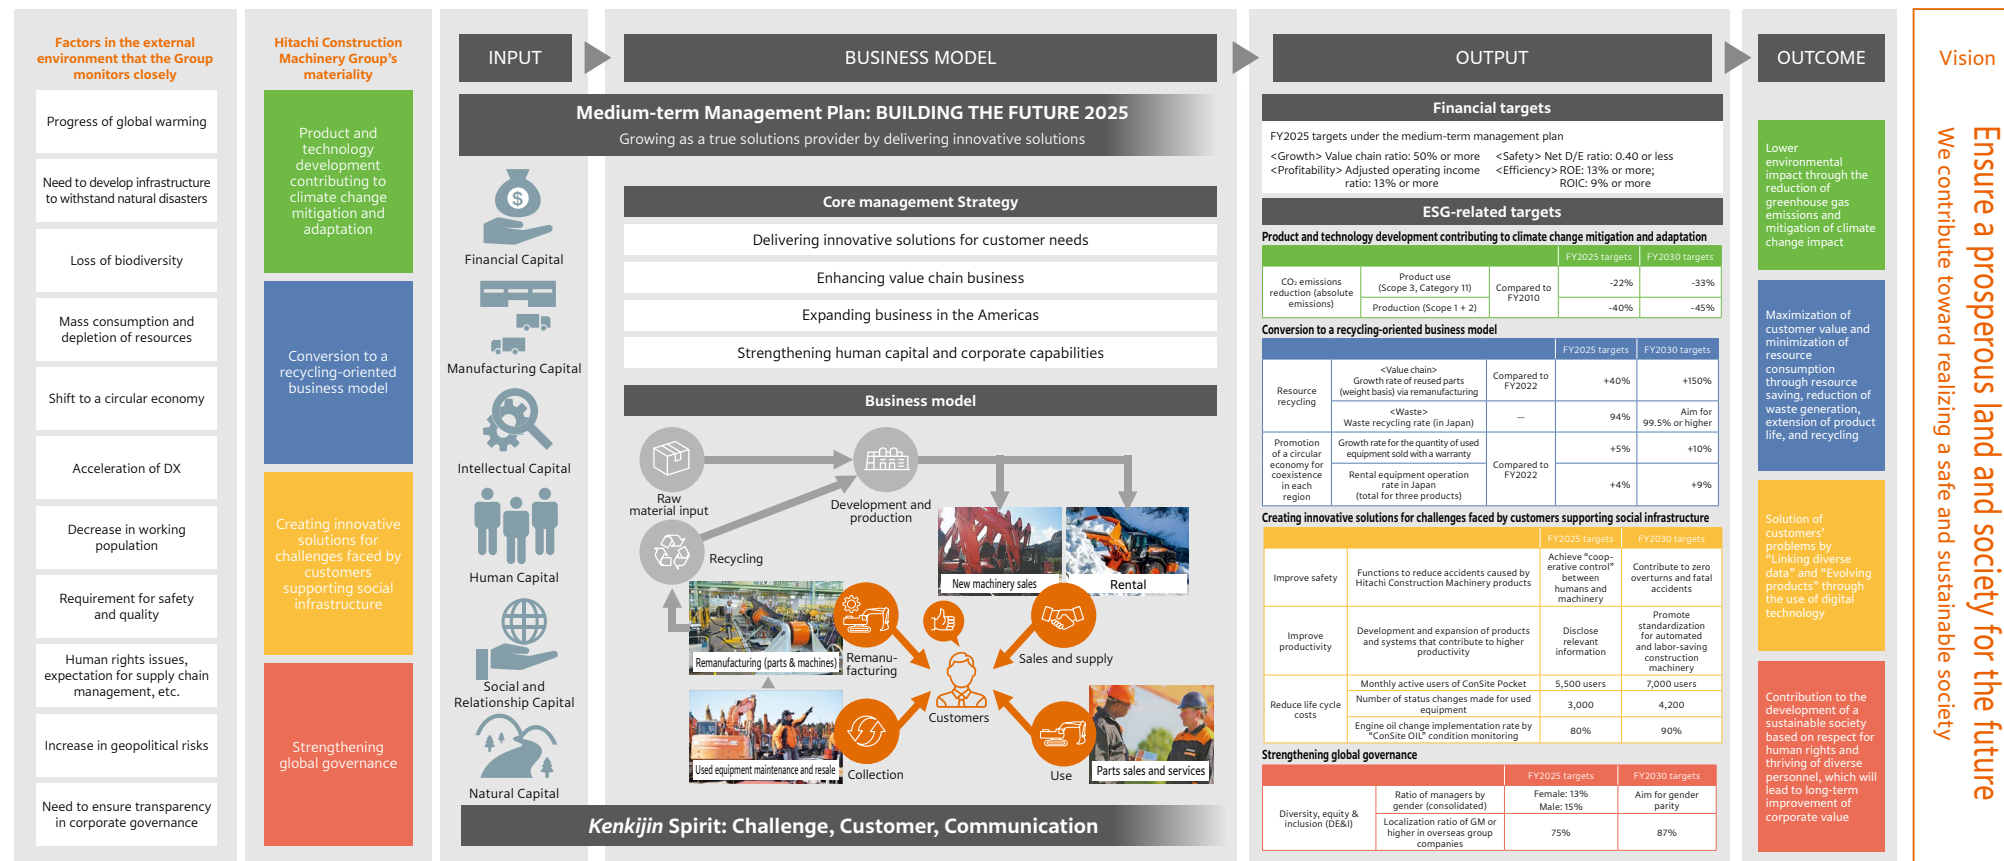 Factors in the external
environment that the Group
monitors closely
Progress of global warming
Need to develop infrastructure
to withstand natural disasters
Loss of biodiversity
Mass consumption and
depletion of resources
Shift to a circular economy
Acceleration of DX
Decrease in working
population
Requirement for safety
and quality
Human rights issues,
expectation for supply chain
management, etc.
Increase in geopolitical risks
Need to ensure transparency
in corporate governance
Hitachi Construction
Machinery Group's
materiality
Product and
technology
development
contributing to
climate change
mitigation and
adaptation
Conversion to a
recycling-oriented
business model
Creating innovative
solutions for
challenges faced by
customers
supporting social
infrastructure
Strengthening
global governance
INPUT
BUSINESS MODEL
Medium-term Management Plan: BUILDING THE FUTURE 2025
Growing as a true solutions provider by delivering innovative solutions
$
Financial Capital
Manufacturing Capital
Intellectual Capital
Human Capital
Social and
Relationship Capital
Natural Capital
Core management Strategy
Delivering innovative solutions for customer needs
Enhancing value chain business
Expanding business in the Americas
Strengthening human capital and corporate capabilities
Business model
Raw
material input
Development and
production
Recycling
New machinery sales
Rental
Remanufacturing (parts & machines)
Remanu-
facturing
Sales and supply
Customers
Used equipment maintenance and resale
Collection
Use
Parts sales and services
Kenkijin Spirit: Challenge, Customer, Communication
OUTPUT
Financial targets
FY2025 targets under the medium-term management plan
<Growth> Value chain ratio: 50% or more <Safety> Net D/E ratio: 0.40 or less
<Profitability> Adjusted operating income <Efficiency> ROE: 13% or more;
ratio: 13% or more ROIC: 9% or more
ESG-related targets
Product and technology development contributing to climate change mitigation and adaptation
FY2025 targets FY2030 targets
CO₂ emissions
reduction (absolute
emissions)
Product use
(Scope 3, Category 11)
Compared to
FY2010
-22% -33%
Production (Scope 1 + 2)
-40% -45%
Conversion to a recycling-oriented business model
FY2025 targets FY2030 targets
Resource
recycling
<Value chain>
Growth rate of reused parts
(weight basis) via remanufacturing
Compared to
FY2022
+40% +150%
<Waste>
Waste recycling rate (in Japan)
—
94%
Aim for
99.5% or higher
Promotion
of a circular
economy for
coexistence
in each
region
Growth rate for the quantity of used
equipment sold with a warranty
Compared to
FY2022
+5% +10%
Rental equipment operation
rate in Japan
(total for three products)
+4% +9%
Creating innovative solutions for challenges faced by customers supporting social infrastructure
FY2025 targets FY2030 targets
Improve safety
Functions to reduce accidents caused by
Hitachi Construction Machinery products
Achieve “coop-
erative control”
between
humans and
machinery
Contribute to zero
overturns and fatal
accidents
Improve
productivity
Development and expansion of products
and systems that contribute to higher
productivity
Disclose
relevant
information
Promote
standardization
for automated
and labor-saving
construction
machinery
Reduce life cycle
costs
Monthly active users of ConSite Pocket
5,500 users 7,000 users
Number of status changes made for used
equipment
3,000 4,200
Engine oil change implementation rate by
“ConSite OIL” condition monitoring
80% 90%
Strengthening global governance
FY2025 targets FY2030 targets
Diversity, equity &
inclusion (DE&I)
Ratio of managers by
gender (consolidated)
Female: 13%
Male: 15%
Aim for gender
parity
Localization ratio of GM or
higher in overseas group
companies
75% 87%
OUTCOME
Lower
environmental
impact through the
reduction of
greenhouse gas
emissions and
mitigation of climate
change impact
Maximization of
customer value and
minimization of
resource
consumption
through resource
saving, reduction of
waste generation,
extension of product
life, and recycling
Solution of
customers’
problems by
“Linking diverse
data” and “Evolving
products” through
the use of digital
technology
Contribution to the
development of a
sustainable society
based on respect for
human rights and
thriving of diverse
personnel, which will
lead to long-term
improvement of
corporate value
Vision
Ensure a prosperous land and society for the future
We contribute toward realizing a safe and sustainable society